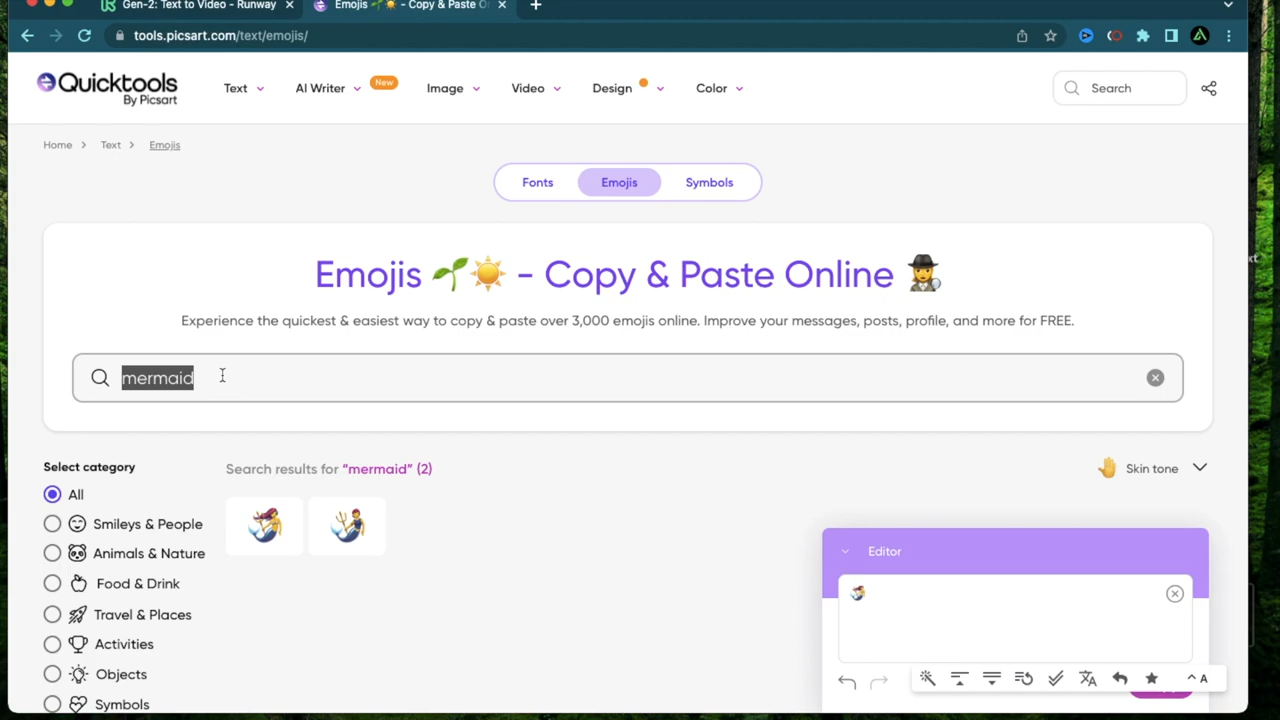 Gen-2: Text to Video - Runway
Emojis 🌱☀️ - Copy & Paste O
tools.picsart.com/text/emojis/
Quicktools
By Picsart
Text
AI Writer
New
Image
Video
Design
Color
Search
Home > Text > Emojis
Fonts
Emojis
Symbols
Emojis 🌱☀️ - Copy & Paste Online 🕵️‍♀️
Experience the quickest & easiest way to copy & paste over 3,000 emojis online. Improve your messages, posts, profile, and more for FREE.
mermaid
Select category
Search results for “mermaid” (2)
Skin tone
All
Smileys & People
Animals & Nature
Food & Drink
Travel & Places
Activities
Objects
Symbols
Editor
A